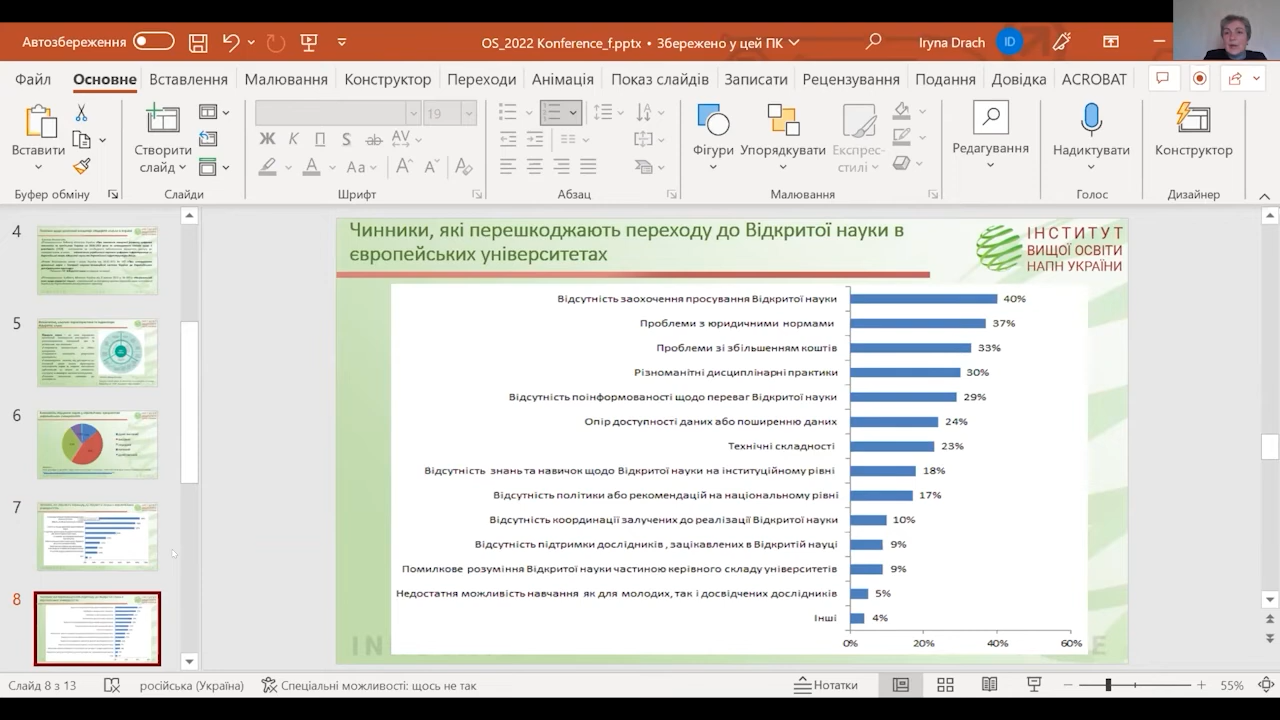 Автозбереження
OS_2022 Konference_f.pptx • Збережено у цей ПК
Iryna Drach
ID
Файл
Основне
Вставлення
Малювання
Конструктор
Переходи
Анімація
Показ слайдів
Записати
Рецензування
Подання
Довідка
ACROBAT
Вставити
Створити
слайд
19
Ж К П S ab AV
Aa
Фігури
Упорядкувати
Експрес-
стилі
Редагування
Надиктувати
Конструктор
Буфер обміну
Слайди
Шрифт
Абзац
Малювання
Голос
Дизайнер
4
5
6
7
8
Чинники, які перешкоджають переходу до Відкритої науки в
європейських університетах
ІНСТИТУТ
ВИЩОЇ ОСВІТИ
НАПН УКРАЇНИ
Відсутність заохочення просування Відкритої науки 40%
Проблеми з юридичними нормами 37%
Проблеми зі збільшенням коштів 33%
Різноманітні дисциплінарні практики 30%
Відсутність поінформованості щодо переваг Відкритої науки 29%
Опір доступності даних або поширенню даних 24%
Технічні складності 23%
Відсутність знань та навичок щодо Відкритої науки на інституційному рівні 18%
Відсутність політики або рекомендацій на національному рівні 17%
Відсутність координації залучених до реалізації Відкритої науки 10%
Відсутність підтримки дослідників , зацікавлених в Відкритій науці 9%
Помилкове розуміння Відкритої науки частиною керівного складу університетів 9%
Недостатня можливість навчання як для молодих, так і досвідчених дослідників 5%
Інші 4%
0% 20% 40% 60%
Слайд 8 з 13
російська (Україна)
Спеціальні можливості: щось не так
Нотатки
55%